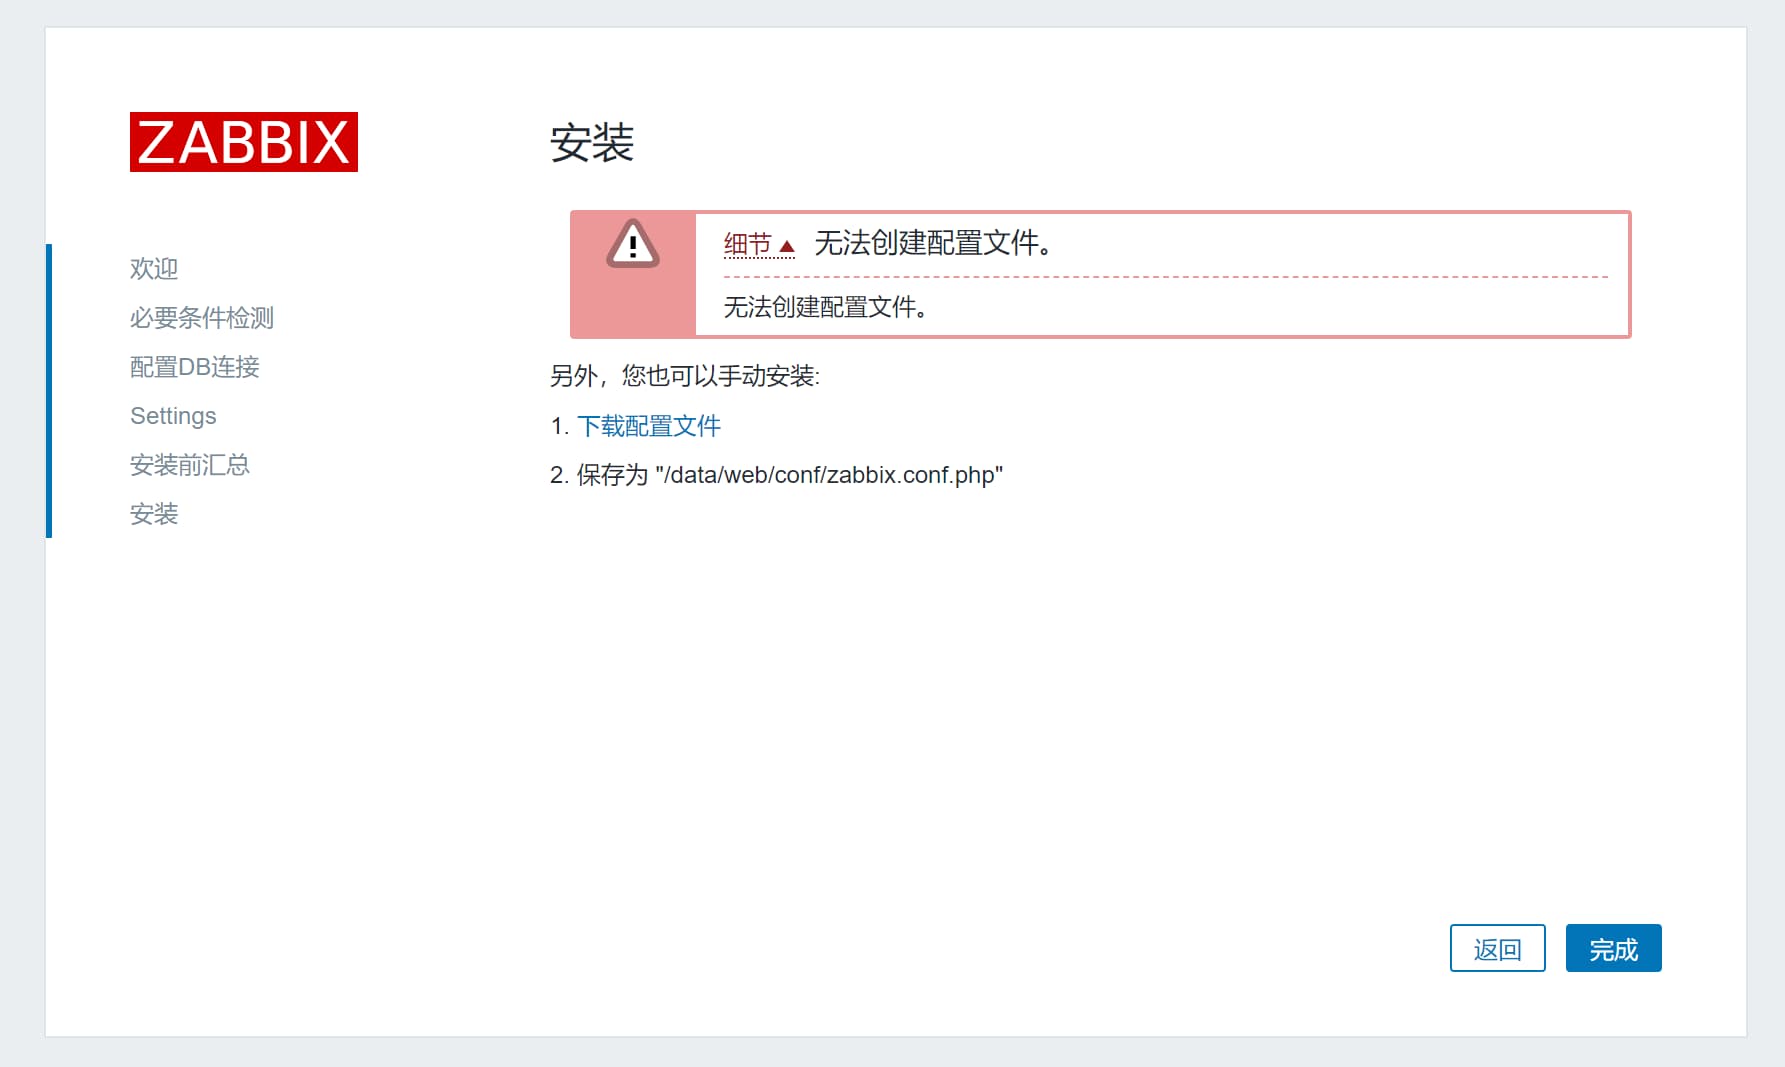 ZABBIX
欢迎
必要条件检测
配置DB连接
Settings
安装前汇总
安装
安装
细节 无法创建配置文件。
无法创建配置文件。
另外，您也可以手动安装:
1. 下载配置文件
2. 保存为 "/data/web/conf/zabbix.conf.php"
返回 完成